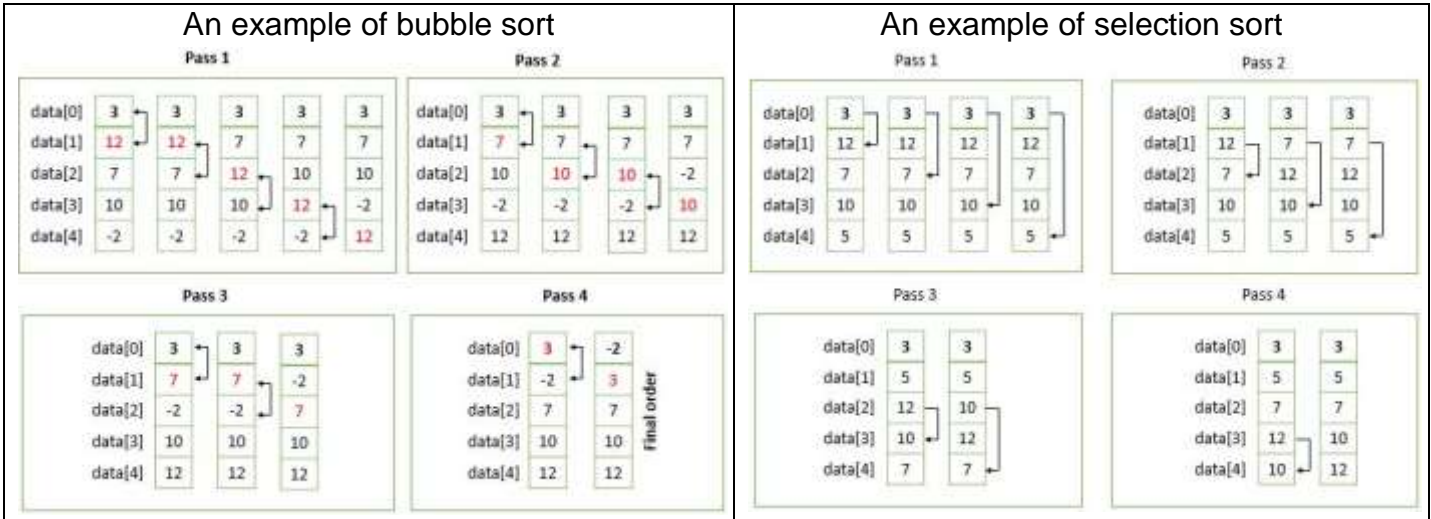 An example of bubble sort
Pass 1
data[0] 3 3 3 3 3
data[1] 12 12 7 7 7
data[2] 7 7 12 10 10
data[3] 10 10 10 12 -2
data[4] -2 -2 -2 -2 12
Pass 2
data[0] 3 3 3 3
data[1] 7 7 7 7
data[2] 10 10 10 -2
data[3] -2 -2 -2 10
data[4] 12 12 12 12
Pass 3
data[0] 3 3 3
data[1] 7 7 -2
data[2] -2 -2 7
data[3] 10 10 10
data[4] 12 12 12
Pass 4
data[0] 3 -2
data[1] -2 3
data[2] 7 7
data[3] 10 10
data[4] 12 12
Final order
An example of selection sort
Pass 1
data[0] 3 3 3 3
data[1] 12 12 12 12
data[2] 7 7 7 7
data[3] 10 10 10 10
data[4] 5 5 5 5
Pass 2
data[0] 3 3 3
data[1] 12 7 7
data[2] 7 12 12
data[3] 10 10 10
data[4] 5 5 5
Pass 3
data[0] 3 3
data[1] 5 5
data[2] 12 10
data[3] 10 12
data[4] 7 7
Pass 4
data[0] 3 3
data[1] 5 5
data[2] 7 7
data[3] 12 10
data[4] 10 12